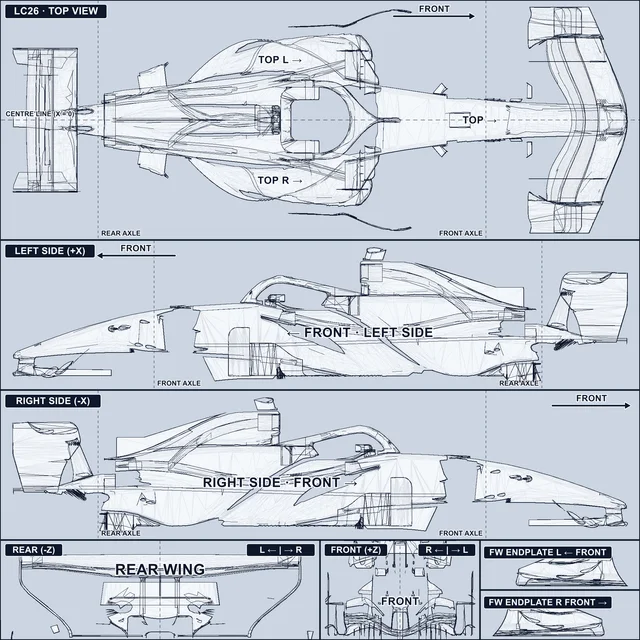 LC26 · TOP VIEW
FRONT
TOP L →
CENTRE LINE (X = 0)
TOP →
TOP R →
REAR AXLE
FRONT AXLE
LEFT SIDE (+X)
FRONT
← FRONT · LEFT SIDE
FRONT AXLE
REAR AXLE
RIGHT SIDE (-X)
FRONT
RIGHT SIDE · FRONT →
REAR AXLE
FRONT AXLE
REAR (-Z)
L ← | → R
REAR WING
FRONT (+Z)
R ← | → L
FRONT
FW ENDPLATE L ← FRONT
FW ENDPLATE R FRONT →